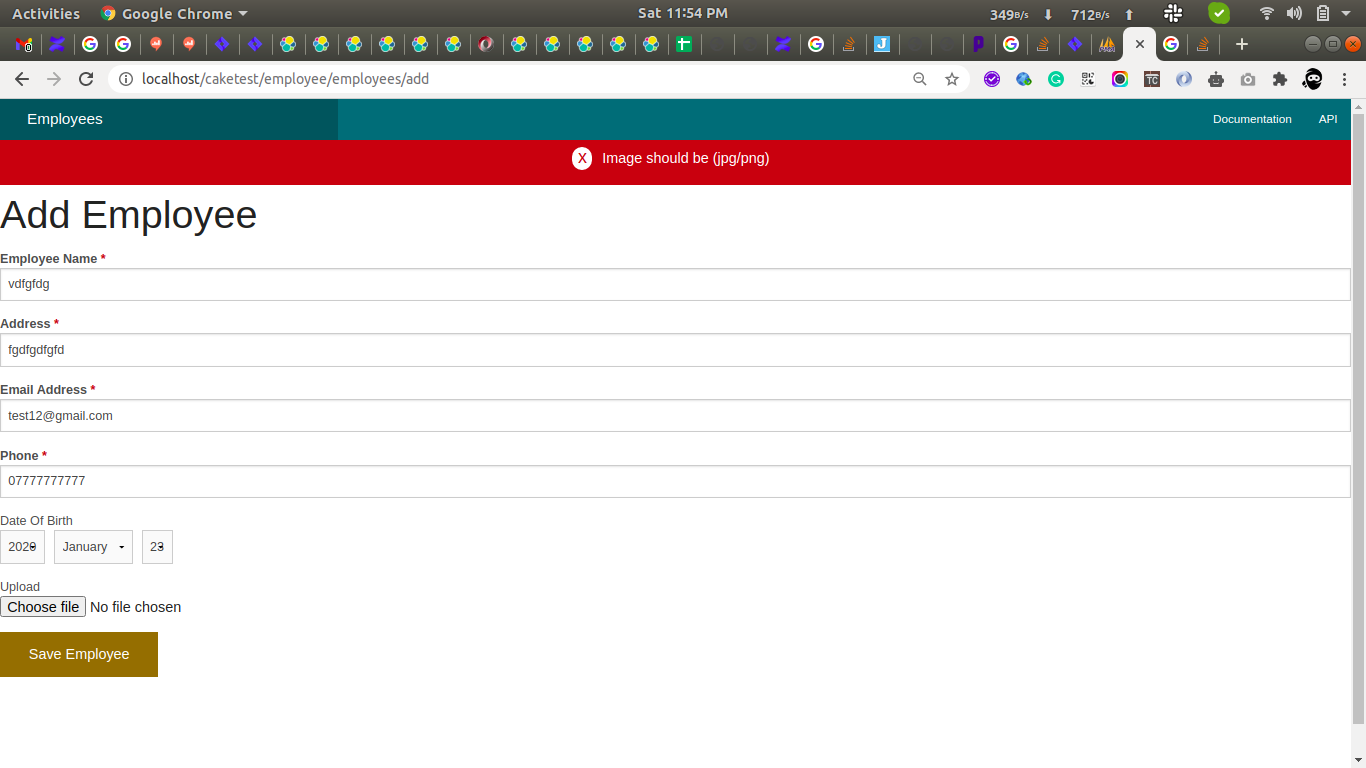 Activities Google Chrome Sat 11:54 PM 349B/s 712B/s
localhost/caketest/employee/employees/add
Employees Documentation API
X Image should be (jpg/png)
Add Employee
Employee Name *
vdfgfdg
Address *
fgdfgdfgfd
Email Address *
test12@gmail.com
Phone *
07777777777
Date Of Birth
2020 January 23
Upload
Choose file No file chosen
Save Employee